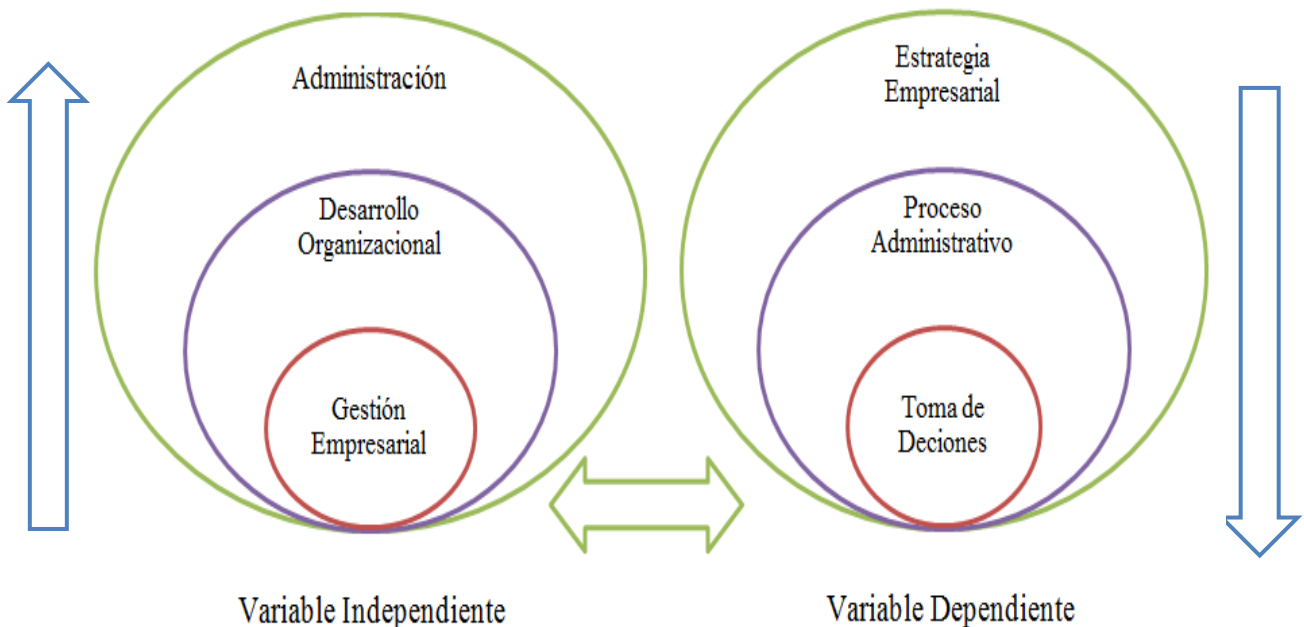 Administración
Desarrollo
Organizacional
Gestión
Empresarial
Variable Independiente
Estrategia
Empresarial
Proceso
Administrativo
Toma de
Deciones
Variable Dependiente